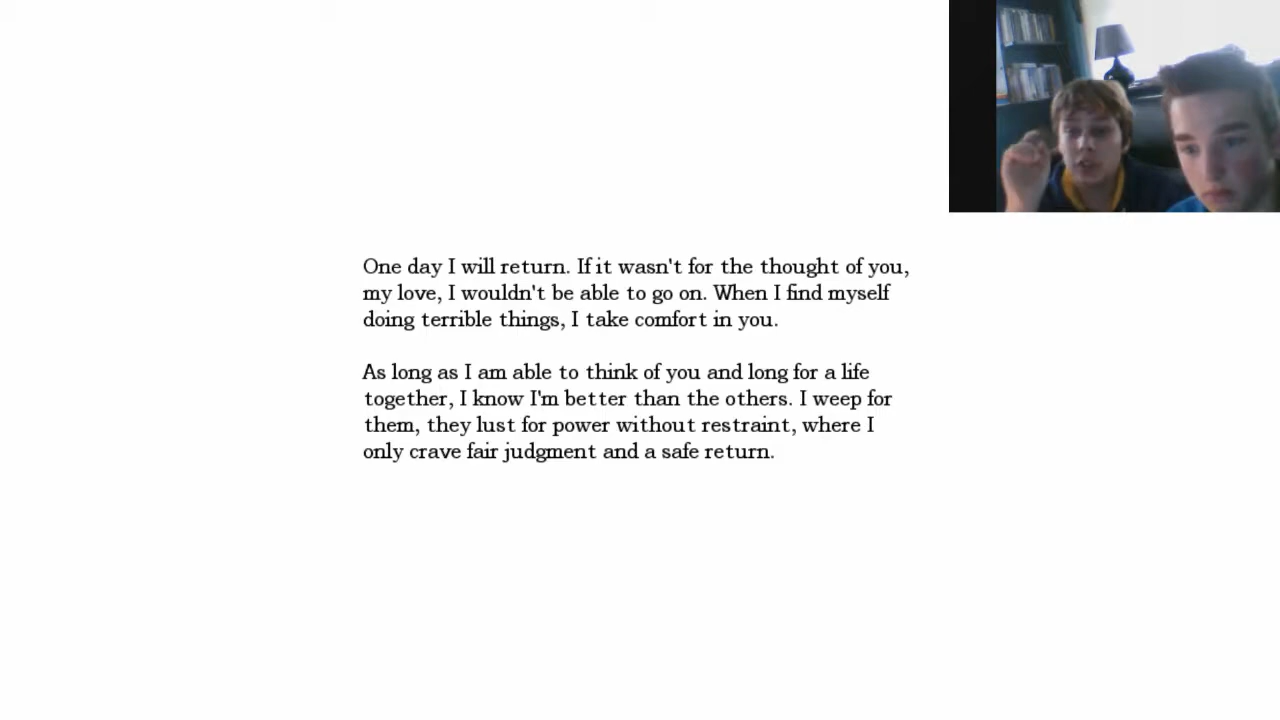 One day I will return. If it wasn't for the thought of you,
my love, I wouldn't be able to go on. When I find myself
doing terrible things, I take comfort in you.
As long as I am able to think of you and long for a life
together, I know I'm better than the others. I weep for
them, they lust for power without restraint, where I
only crave fair judgment and a safe return.